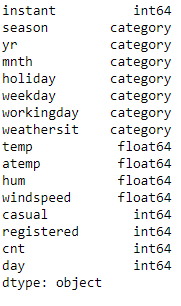 instant int64
season category
yr category
mnth category
holiday category
weekday category
workingday category
weathersit category
temp float64
atemp float64
hum float64
windspeed float64
casual int64
registered int64
cnt int64
day int64
dtype: object